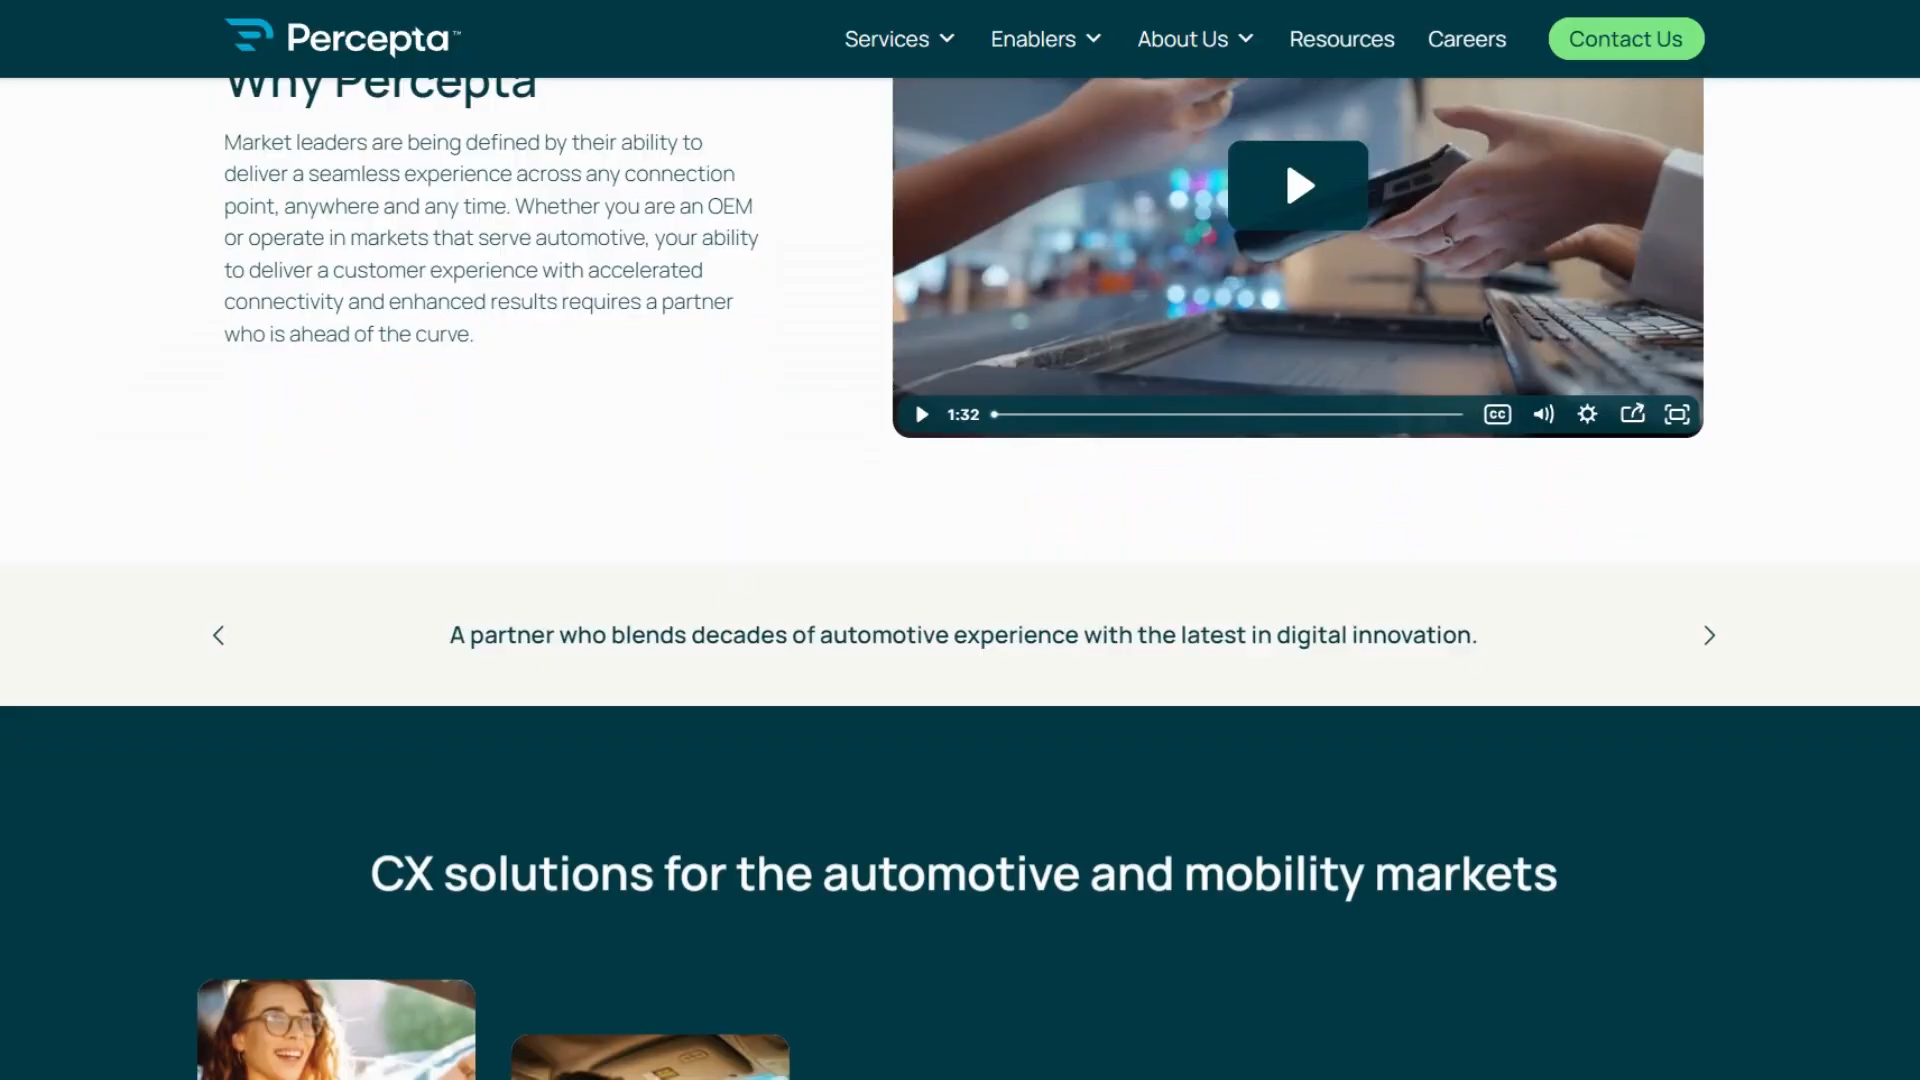 Percepta™
Services
Enablers
About Us
Resources
Careers
Contact Us
Why Percepta
Market leaders are being defined by their ability to
deliver a seamless experience across any connection
point, anywhere and any time. Whether you are an OEM
or operate in markets that serve automotive, your ability
to deliver a customer experience with accelerated
connectivity and enhanced results requires a partner
who is ahead of the curve.
1:32
CC
A partner who blends decades of automotive experience with the latest in digital innovation.
CX solutions for the automotive and mobility markets